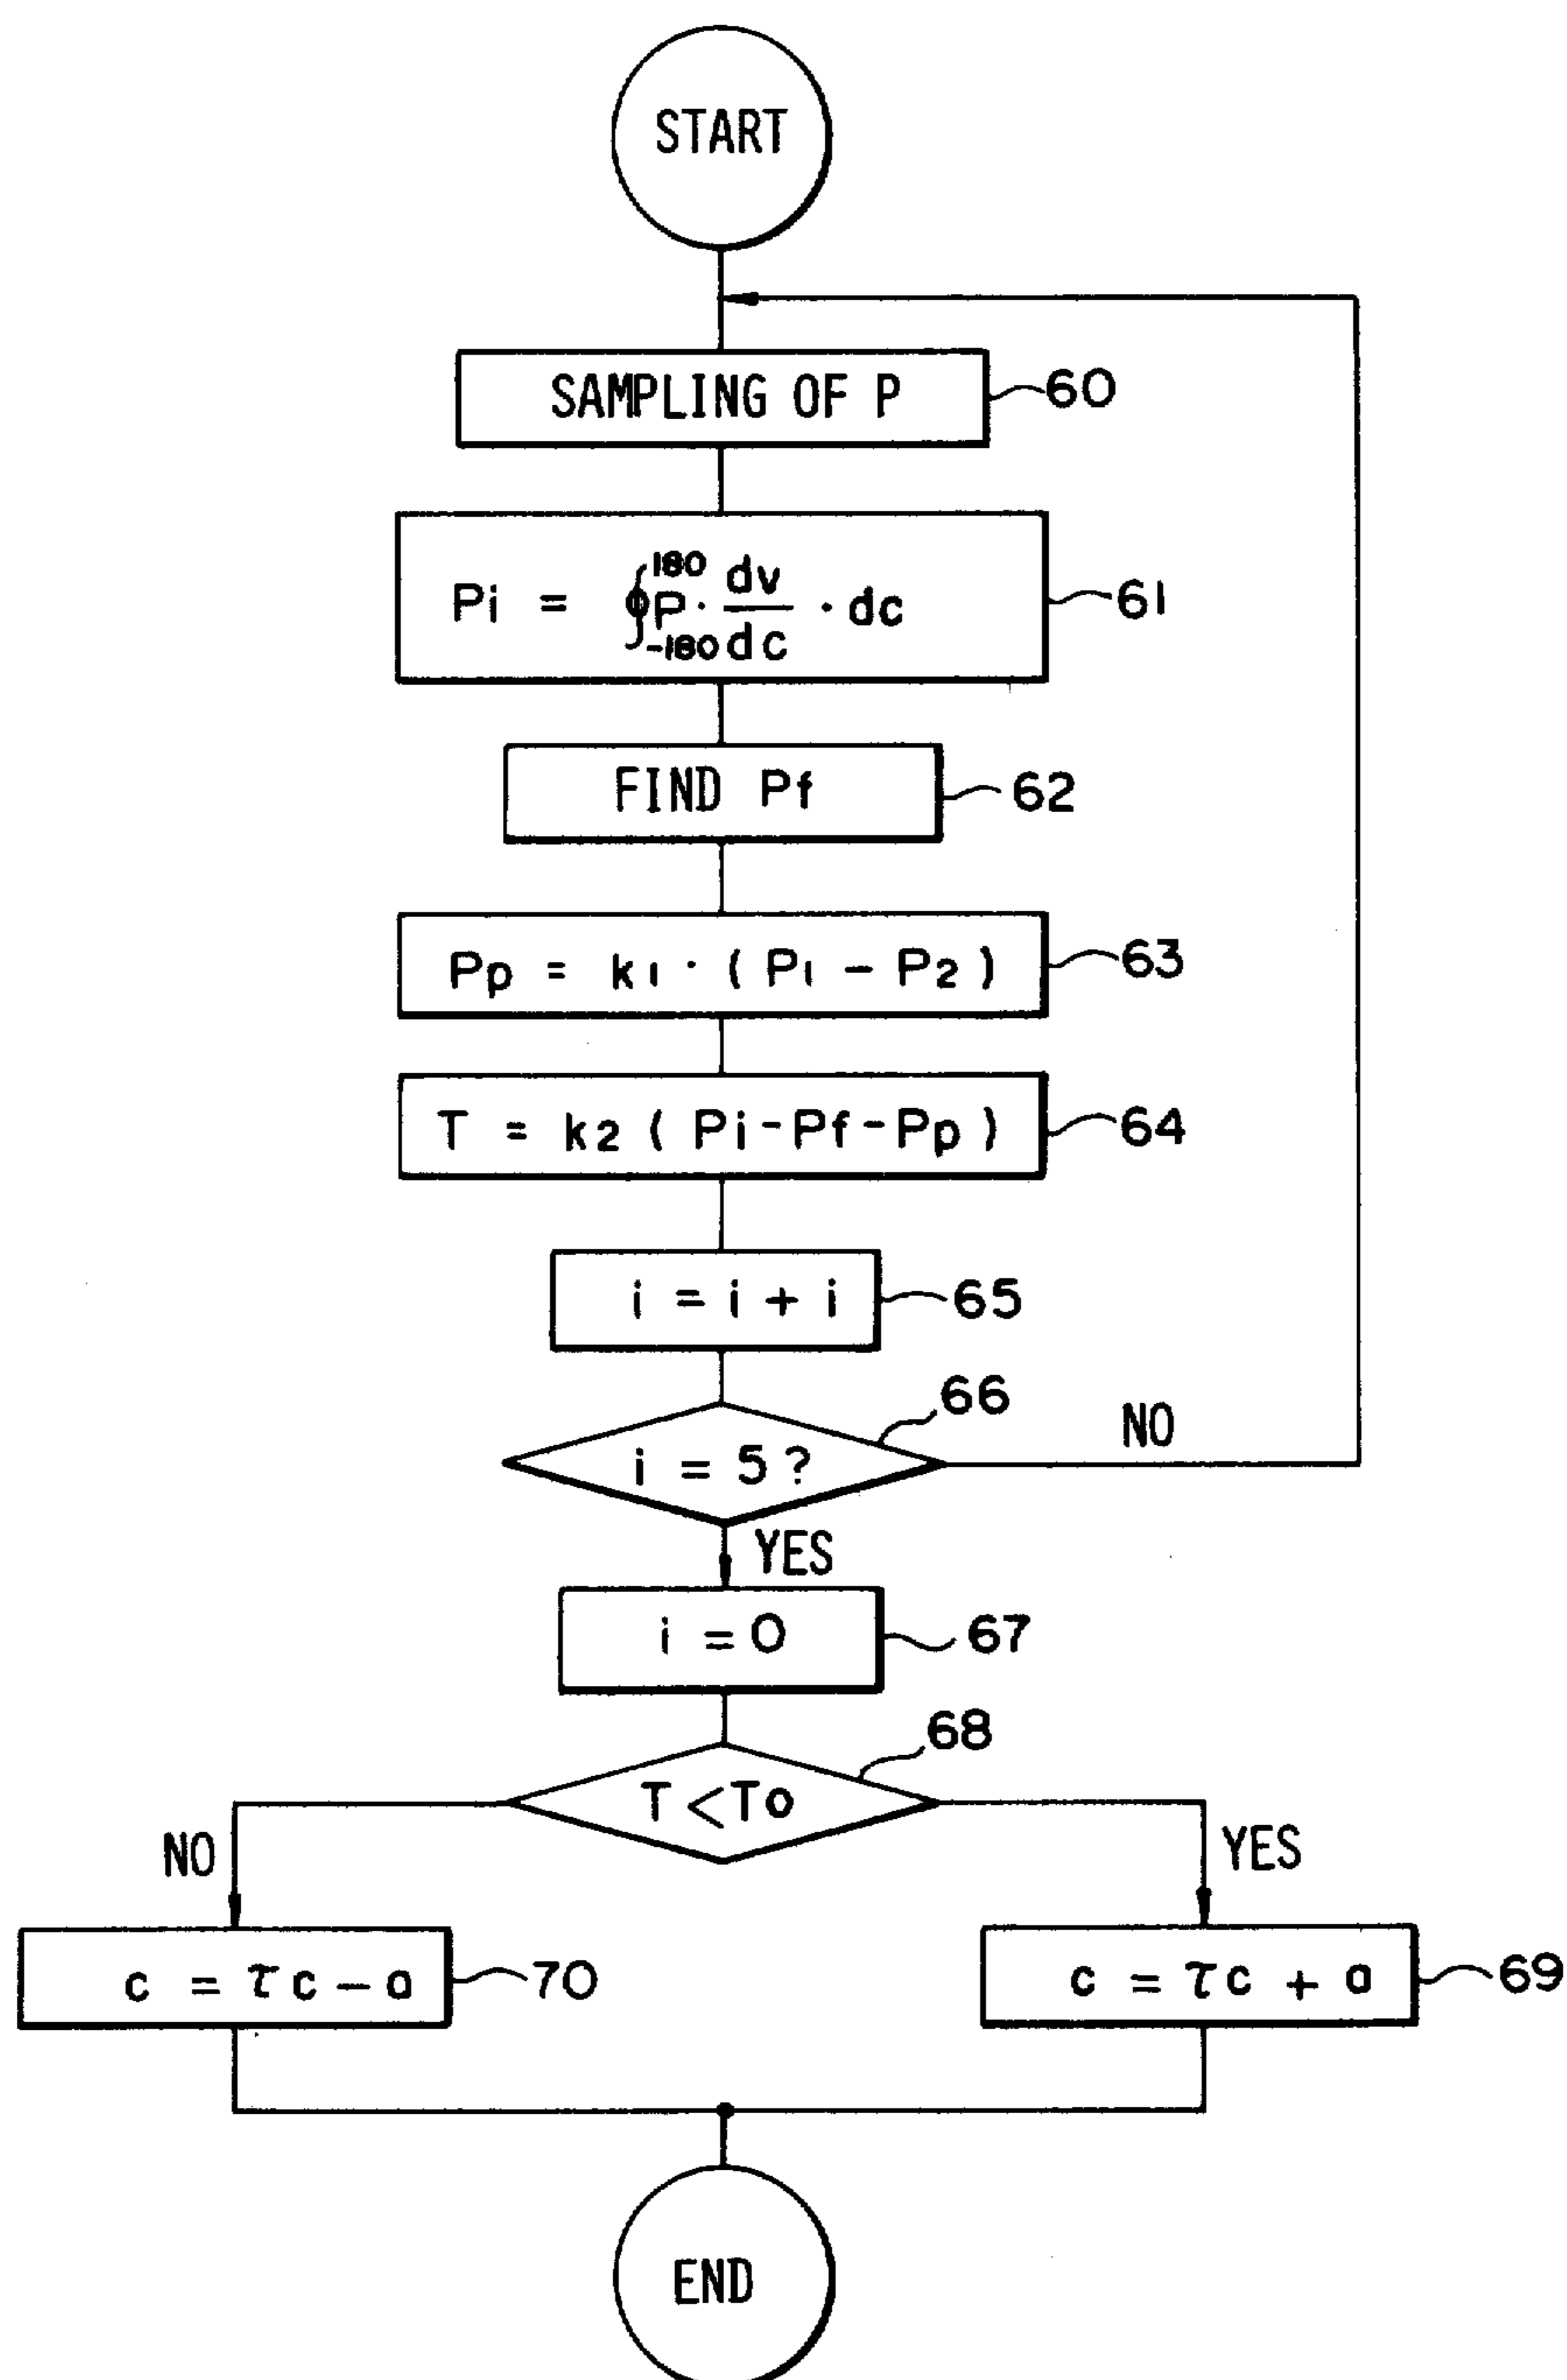 START
SAMPLING OF P 60
Pi = ∮ 180 -180 P · dv/dc · dc 61
FIND Pf 62
Pp = k1 · ( P1 - P2 ) 63
T = k2 ( Pi - Pf - Pp ) 64
i = i + i 65
66
i = 5 ? NO
YES
i = 0 67
68
T < To
NO YES
c = τc - a 70
c = τc + a 69
END